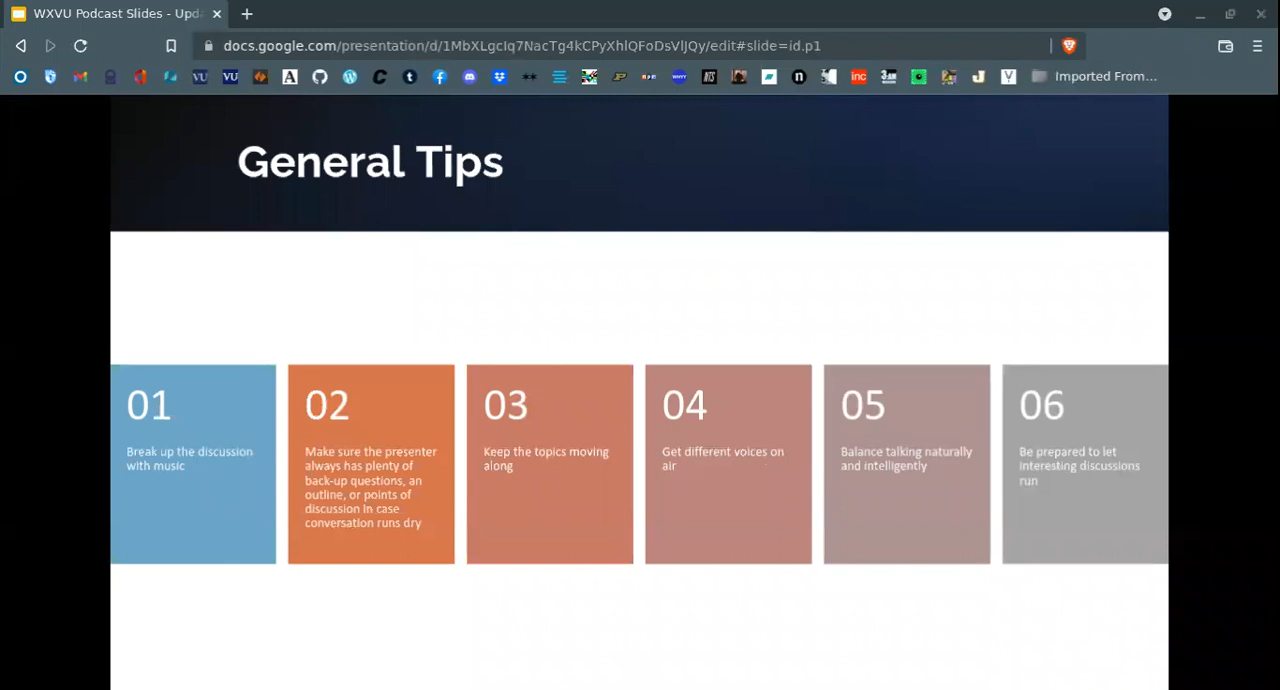 WXVU Podcast Slides - Upd
docs.google.com/presentation/d/1MbXLgcIq7NacTg4kCPyXhlQFoDsVlJQy/edit#slide=id.p1
VU
VU
A
inc
Imported From...
General Tips
01
Break up the discussion
with music
02
Make sure the presenter
always has plenty of
back-up questions, an
outline, or points of
discussion in case
conversation runs dry
03
Keep the topics moving
along
04
Get different voices on
air
05
Balance talking naturally
and intelligently
06
Be prepared to let
interesting discussions
run